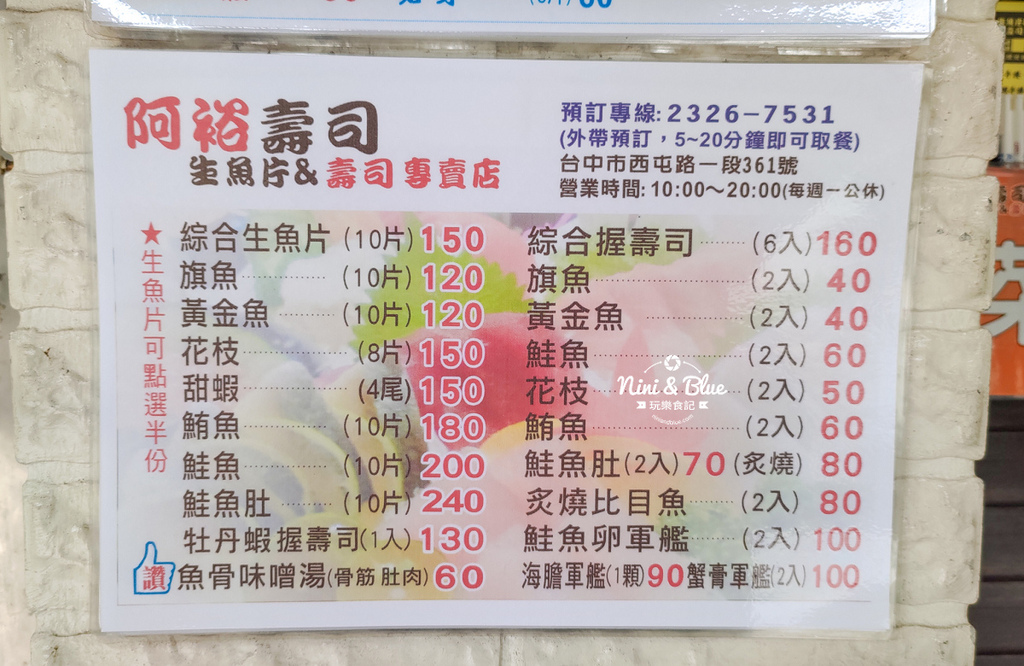 阿裕壽司
生魚片&壽司專賣店
預訂專線:2326-7531
(外帶預訂，5~20分鐘即可取餐)
台中市西屯路一段361號
營業時間:10:00～20:00(每週一公休)
★生魚片可點選半份
綜合生魚片(10片)150
旗魚............(10片)120
黃金魚..........(10片)120
花枝............(8片)150
甜蝦............(4尾)150
鮪魚............(10片)180
鮭魚............(10片)200
鮭魚肚..........(10片)240
牡丹蝦握壽司(1入)130
讚 魚骨味噌湯(骨筋 肚肉)60
綜合握壽司......(6入)160
旗魚............(2入)40
黃金魚..........(2入)40
鮭魚............(2入)60
花枝............(2入)50
鮪魚............(2入)60
鮭魚肚(2入)70(炙燒)80
炙燒比目魚......(2入)80
鮭魚卵軍艦......(2入)100
海膽軍艦(1顆)90蟹膏軍艦(2入)100
Nini & Blue
玩樂食記